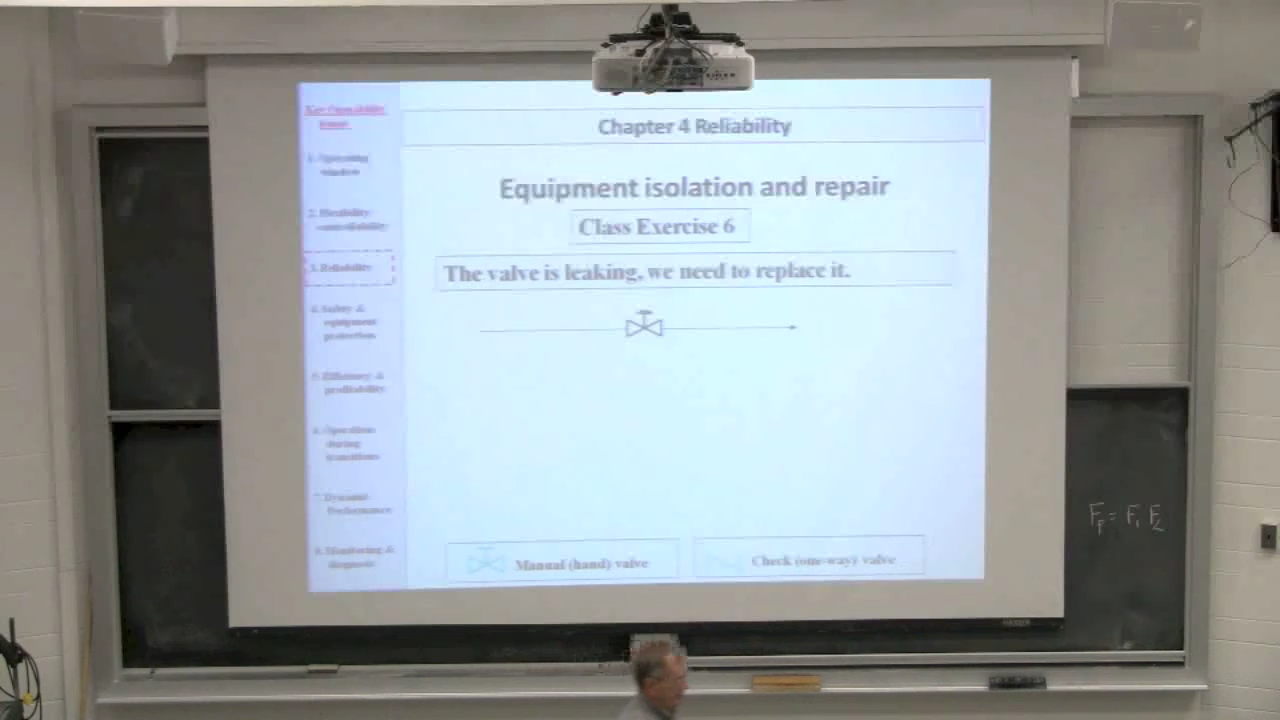 Key Operability
issues
1. Operating
window
2. Flexibility/
controllability
3. Reliability
4. Safety &
equipment
protection
5. Efficiency &
profitability
6. Operation
during
transitions
7. Dynamic
Performance
8. Monitoring &
diagnosis
Chapter 4 Reliability
Equipment isolation and repair
Class Exercise 6
The valve is leaking, we need to replace it.
Manual (hand) valve
Check (one-way) valve